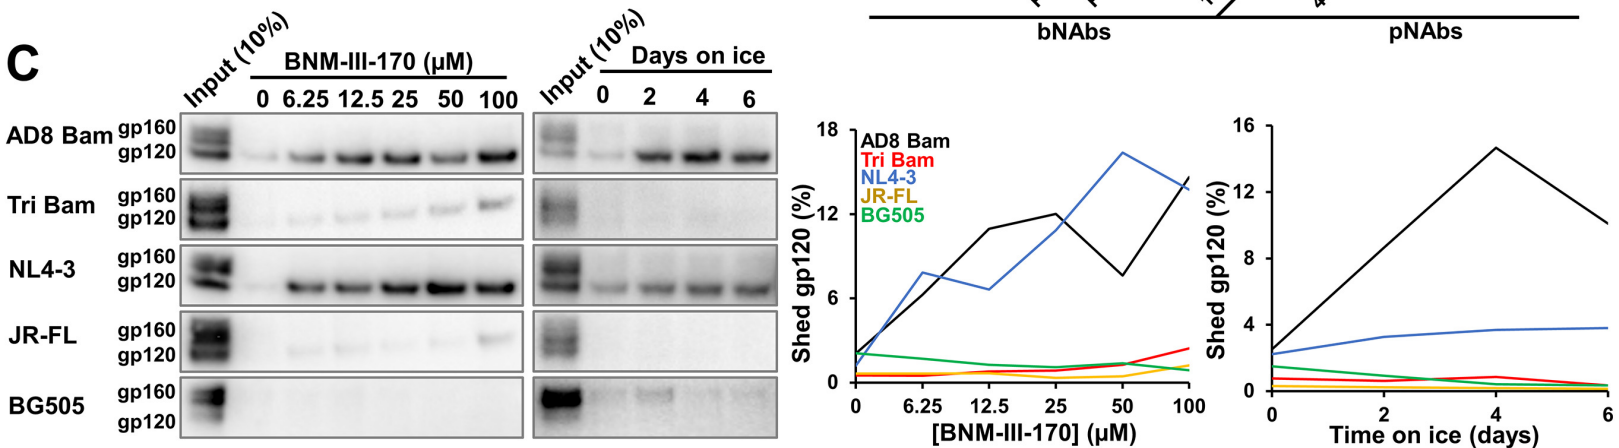 bNAbs
pNAbs
C
Input (10%)
BNM-III-170 (µM)
0 6.25 12.5 25 50 100
Input (10%)
Days on ice
0 2 4 6
AD8 Bam gp160
gp120
Tri Bam gp160
gp120
NL4-3 gp160
gp120
JR-FL gp160
gp120
BG505 gp160
gp120
Shed gp120 (%)
18
12
6
0
AD8 Bam
Tri Bam
NL4-3
JR-FL
BG505
0 6.25 12.5 25 50 100
[BNM-III-170] (µM)
Shed gp120 (%)
16
12
8
4
0
0 2 4 6
Time on ice (days)